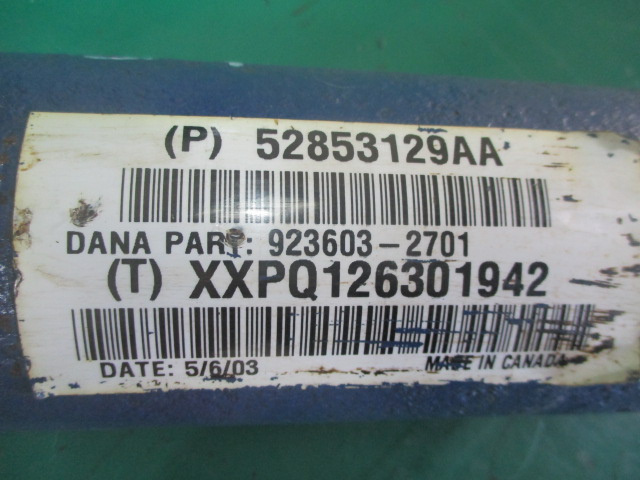 (P) 52853129AA
DANA PART: 923603-2701
(T) XXPQ126301942
DATE: 5/6/03
MADE IN CANADA